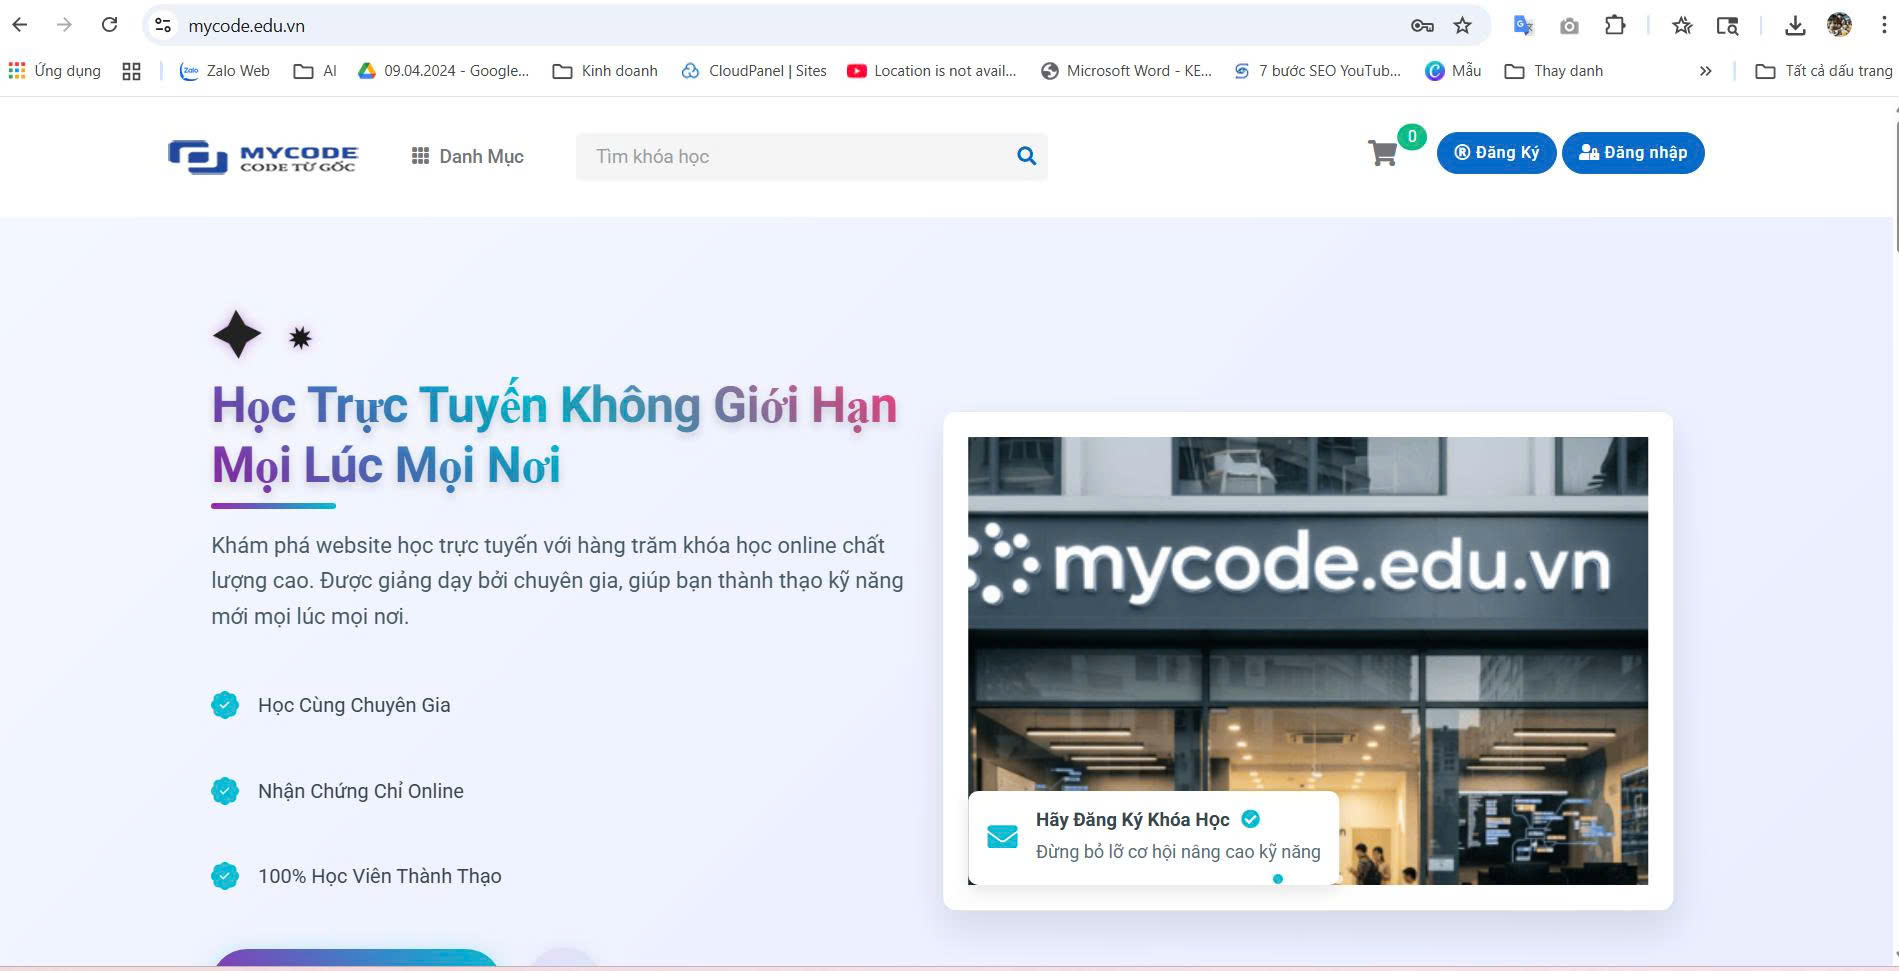 mycode.edu.vn
Ứng dụng
Zalo Web
AI
09.04.2024 - Google...
Kinh doanh
CloudPanel | Sites
Location is not avail...
Microsoft Word - KE...
7 bước SEO YouTub...
Mẫu
Thay danh
Tất cả dấu trang
MYCODE
CODE TỪ GỐC
Danh Mục
Tìm khóa học
0
Đăng Ký
Đăng nhập
Học Trực Tuyến Không Giới Hạn
Mọi Lúc Mọi Nơi
Khám phá website học trực tuyến với hàng trăm khóa học online chất
lượng cao. Được giảng dạy bởi chuyên gia, giúp bạn thành thạo kỹ năng
mới mọi lúc mọi nơi.
Học Cùng Chuyên Gia
Nhận Chứng Chỉ Online
100% Học Viên Thành Thạo
mycode.edu.vn
Hãy Đăng Ký Khóa Học
Đừng bỏ lỡ cơ hội nâng cao kỹ năng